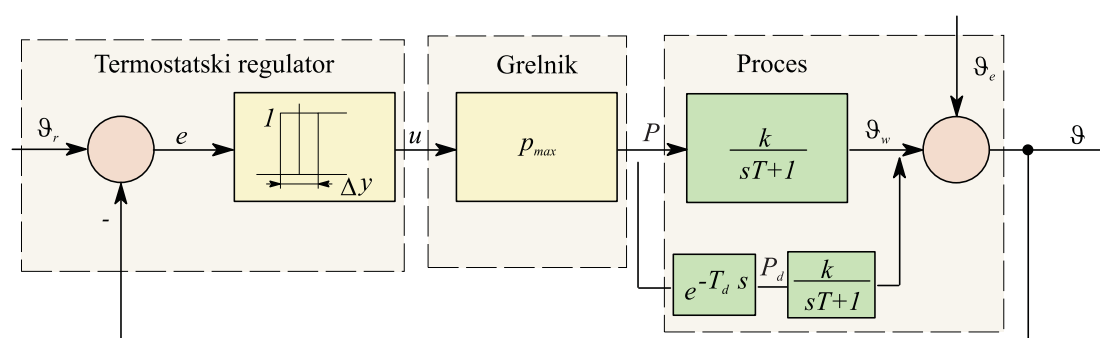 Termostatski regulator
Grelnik
Proces
ϑr
e
1
Δy
u
pmax
P
k
sT+1
ϑw
ϑe
ϑ
-
e-Td s
Pd
k
sT+1